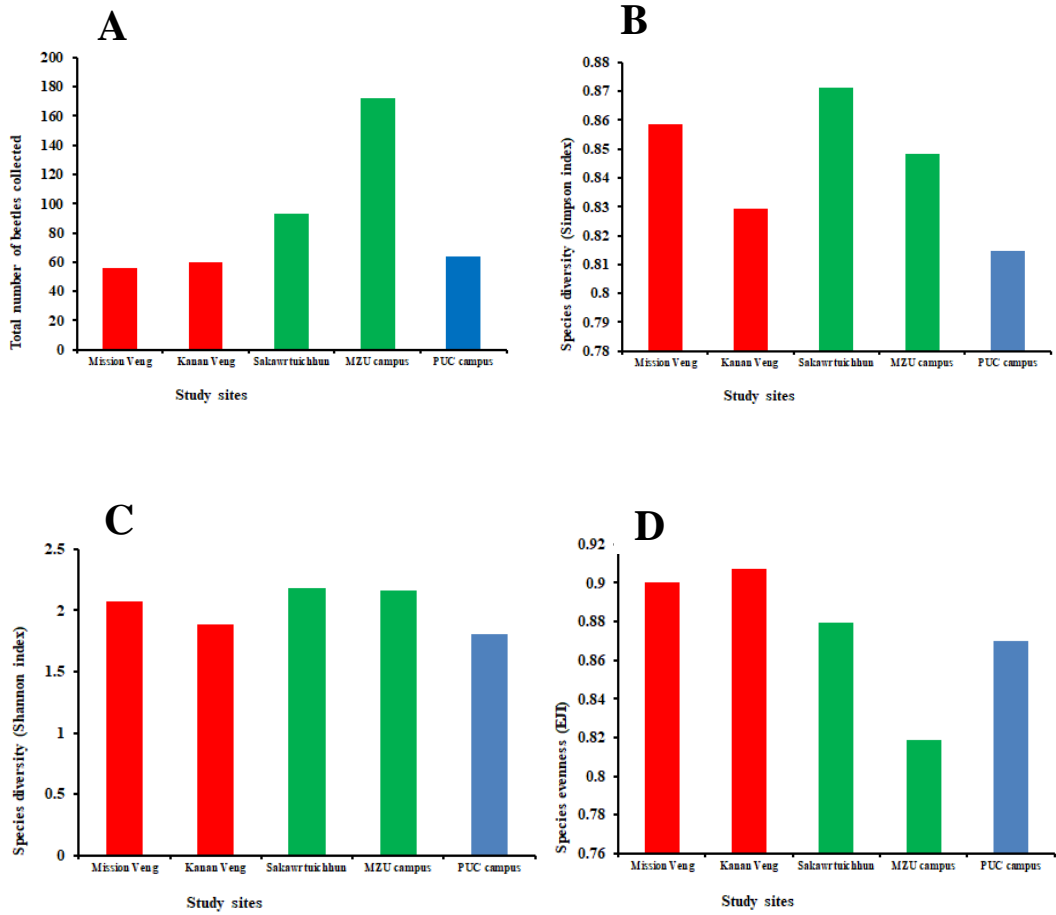 A
Total number of beetles collected
200
180
160
140
120
100
80
60
40
20
0
Mission Veng Kanan Veng Sakawrtuichhun MZU campus PUC campus
Study sites
B
Species diversity (Simpson index)
0.88
0.87
0.86
0.85
0.84
0.83
0.82
0.81
0.8
0.79
0.78
Mission Veng Kanan Veng Sakawrtuichhun MZU campus PUC campus
Study sites
C
Species diversity (Shannon index)
2.5
2
1.5
1
0.5
0
Mission Veng Kanan Veng Sakawrtuichhun MZU campus PUC campus
Study sites
D
Species evenness (EJI)
0.92
0.9
0.88
0.86
0.84
0.82
0.8
0.78
0.76
Mission Veng Kanan Veng Sakawrtuichhun MZU campus PUC campus
Study sites